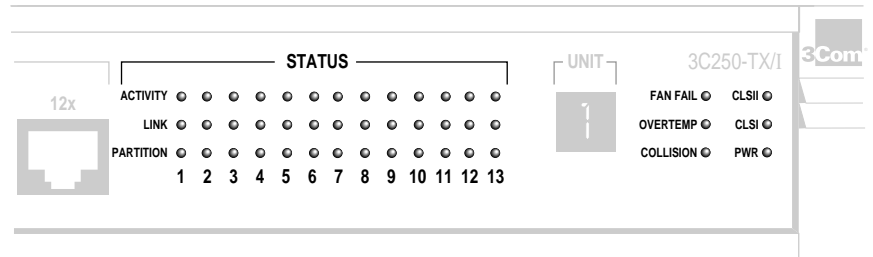 STATUS
UNIT
3C250-TX/I
3Com
12x
ACTIVITY
LINK
PARTITION
1 2 3 4 5 6 7 8 9 10 11 12 13
1
FAN FAIL CLSII
OVERTEMP CLSI
COLLISION PWR